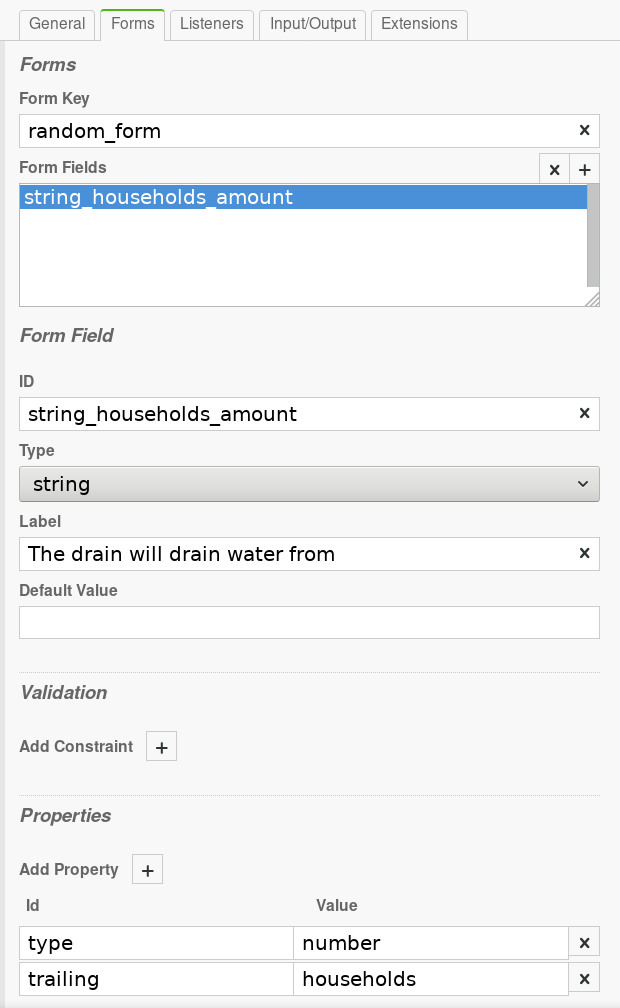 General Forms Listeners Input/Output Extensions
Forms
Form Key
random_form ×
Form Fields × +
string_households_amount
Form Field
ID
string_households_amount ×
Type
string
Label
The drain will drain water from ×
Default Value
Validation
Add Constraint +
Properties
Add Property +
Id Value
type number ×
trailing households ×